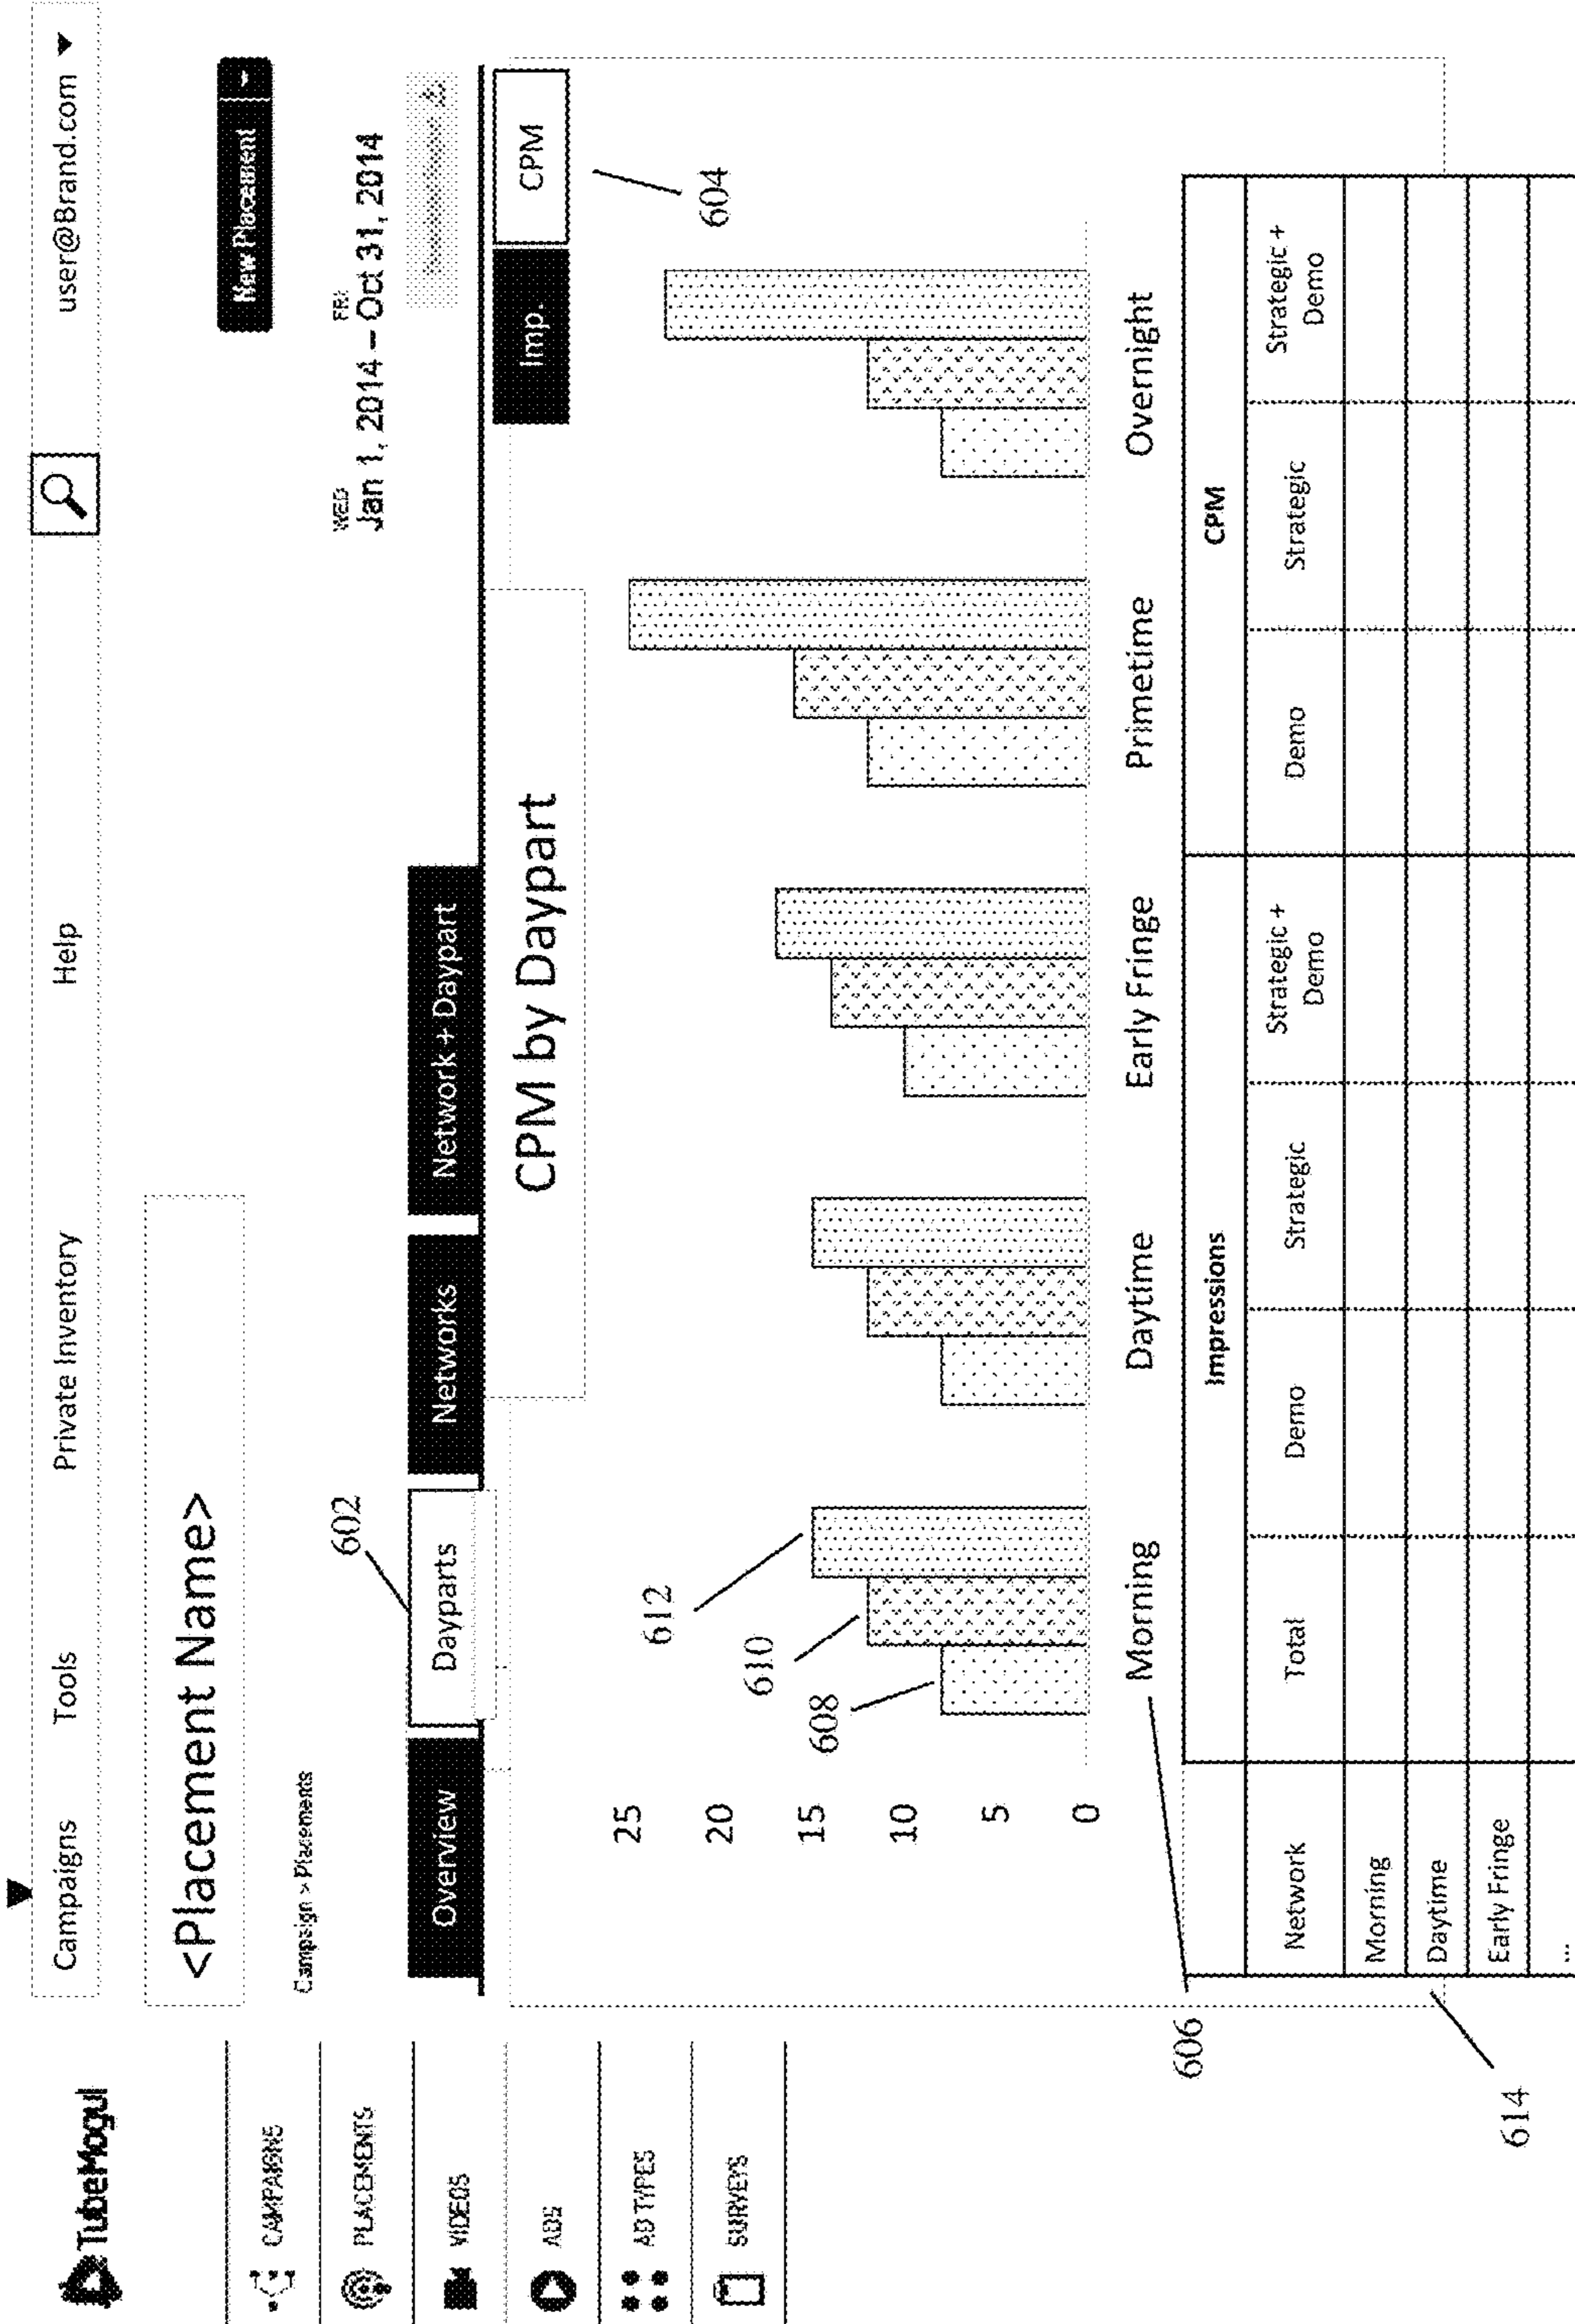 TubeMogul
Campaigns Tools Private Inventory Help user@Brand.com
CAMPAIGNS
PLACEMENTS
VIDEOS
ADS
AD TYPES
SURVEYS
<Placement Name>
New Placement
Campaign > Placements
WED FRI
Jan 1, 2014 – Oct 31, 2014
602
Overview Dayparts Networks Network + Daypart
CPM by Daypart
Imp. CPM
604
25
20
15
10
5
0
612
610
608
Morning Daytime Early Fringe Primetime Overnight
606
Impressions CPM
Network Total Demo Strategic Strategic + Demo Demo Strategic Strategic + Demo
Morning
Daytime
Early Fringe
...
614